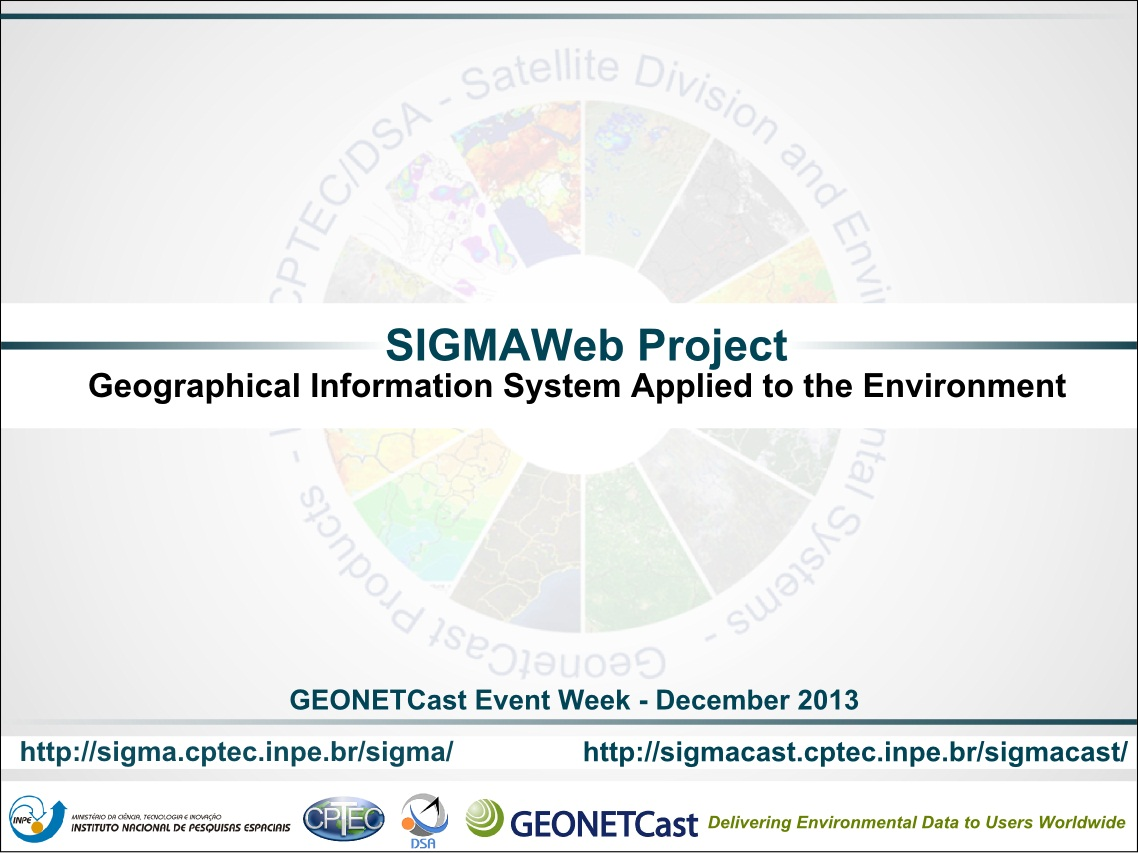 CPTEC/DSA - Satellite Division and Environmental Systems - GeonetCast Products - I
SIGMAWeb Project
Geographical Information System Applied to the Environment
GEONETCast Event Week - December 2013
http://sigma.cptec.inpe.br/sigma/
http://sigmacast.cptec.inpe.br/sigmacast/
INPE
MINISTÉRIO DA CIÊNCIA, TECNOLOGIA E INOVAÇÃO
INSTITUTO NACIONAL DE PESQUISAS ESPACIAIS
CPTEC
DSA
GEONETCast
Delivering Environmental Data to Users Worldwide